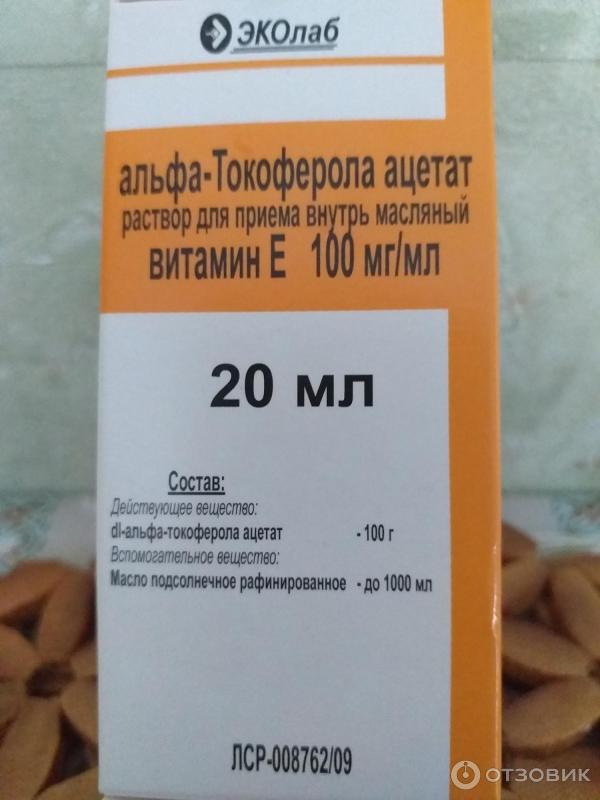 ЭКОлаб
альфа-Токоферола ацетат
раствор для приема внутрь масляный
витамин Е 100 мг/мл
20 мл
Состав:
Действующее вещество:
dl-альфа-токоферола ацетат - 100 г
Вспомогательное вещество:
Масло подсолнечное рафинированное - до 1000 мл
ЛСР-008762/09
ОТЗОВИК